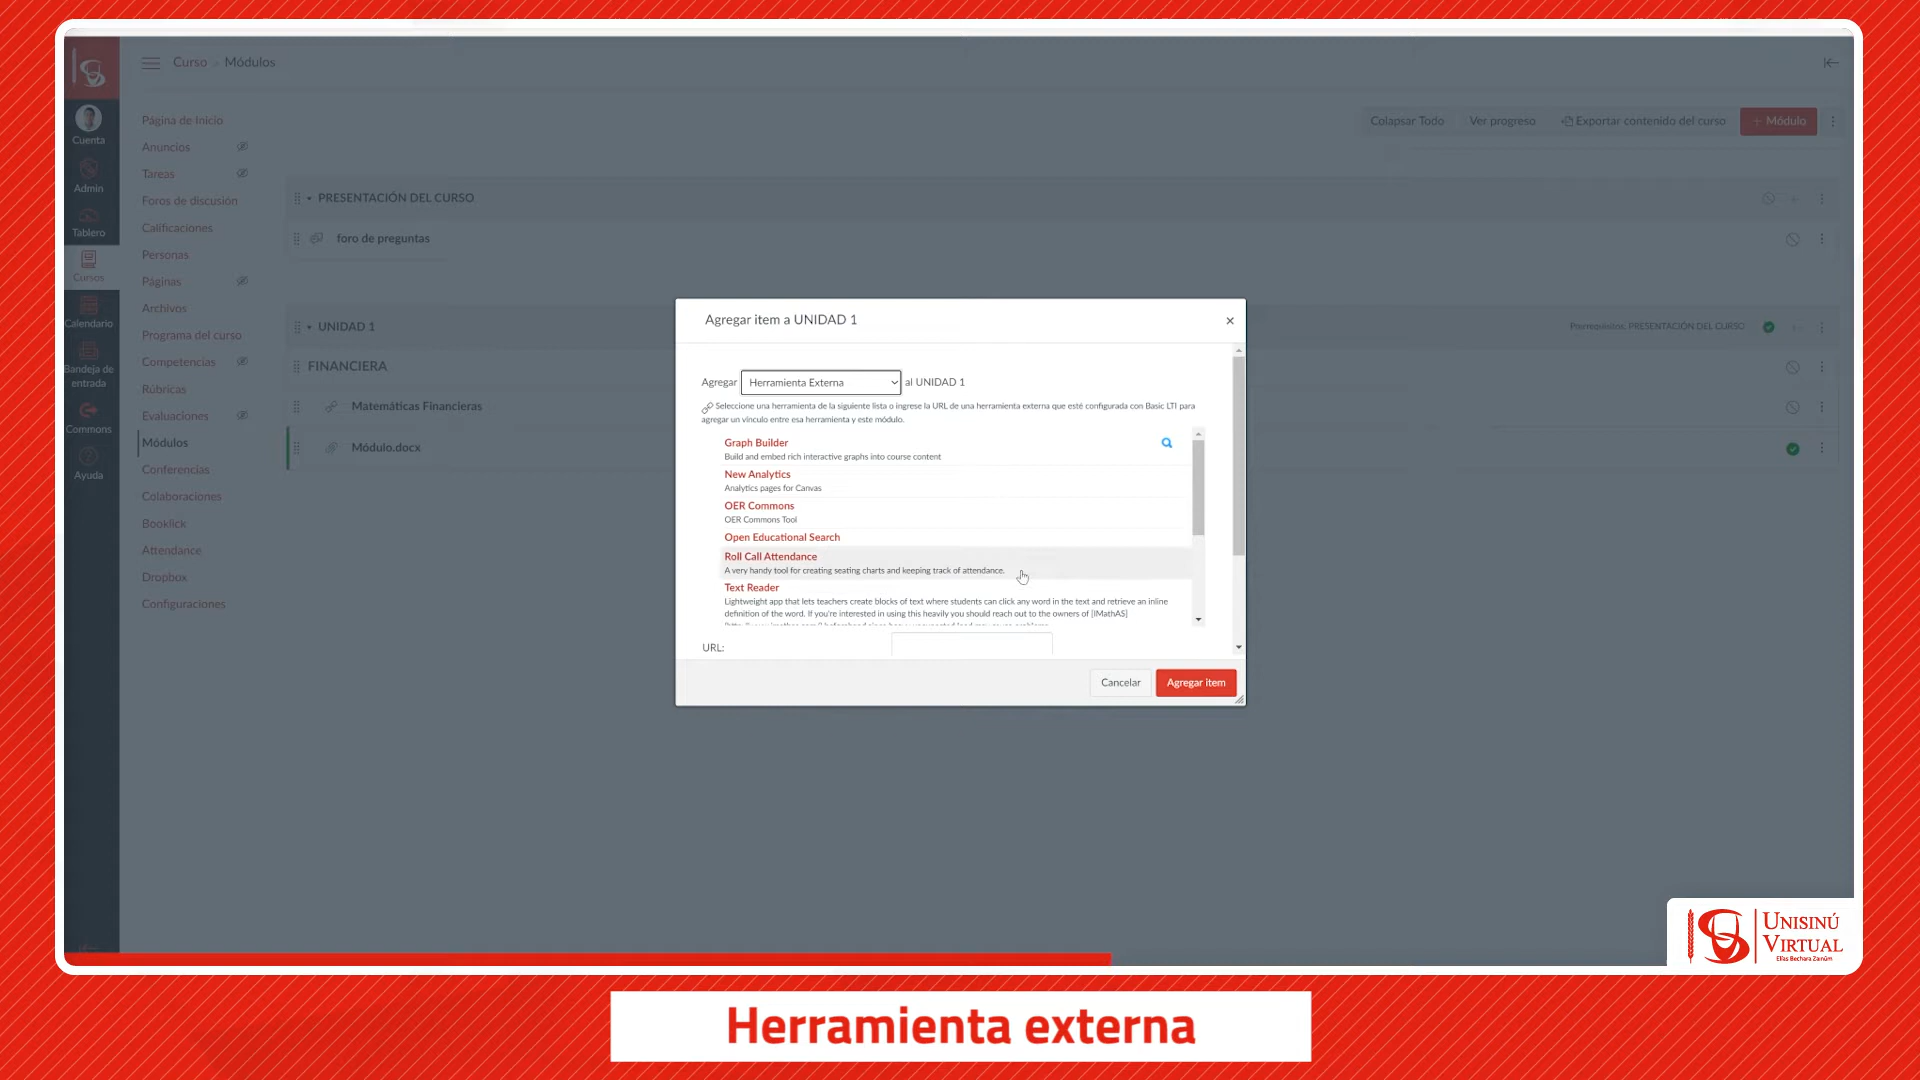 Curso › Módulos
Cuenta
Admin
Tablero
Cursos
Calendario
Bandeja de
entrada
Commons
Ayuda
Página de Inicio
Anuncios
Tareas
Foros de discusión
Calificaciones
Personas
Páginas
Archivos
Programa del curso
Competencias
Rúbricas
Evaluaciones
Módulos
Conferencias
Colaboraciones
Booklick
Attendance
Dropbox
Configuraciones
Colapsar Todo
Ver progreso
Exportar contenido del curso
+ Módulo
PRESENTACIÓN DEL CURSO
foro de preguntas
UNIDAD 1
Prerrequisitos: PRESENTACIÓN DEL CURSO
FINANCIERA
Matemáticas Financieras
Módulo.docx
Agregar item a UNIDAD 1
Agregar Herramienta Externa al UNIDAD 1
Seleccione una herramienta de la siguiente lista o ingrese la URL de una herramienta externa que esté configurada con Basic LTI para
agregar un vínculo entre esa herramienta y este módulo.
Graph Builder
Build and embed rich interactive graphs into course content
New Analytics
Analytics pages for Canvas
OER Commons
OER Commons Tool
Open Educational Search
Roll Call Attendance
A very handy tool for creating seating charts and keeping track of attendance.
Text Reader
Lightweight app that lets teachers create blocks of text where students can click any word in the text and retrieve an inline
definition of the word. If you're interested in using this heavily you should reach out to the owners of [IMathAS]
URL:
Cancelar
Agregar item
UNISINÚ
VIRTUAL
Elías Bechara Zainúm
Herramienta externa